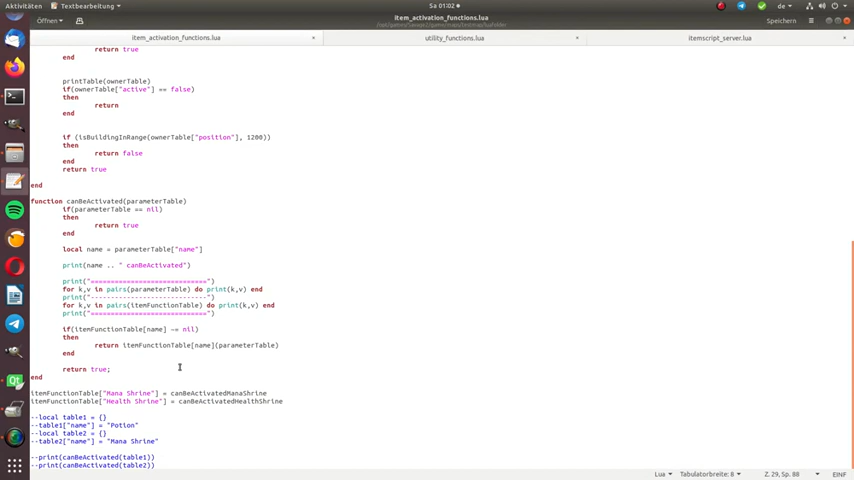 Aktivitäten
Textbearbeitung
Sa 01:02
de
Öffnen
item_activation_functions.lua
Speichern
item_activation_functions.lua
utility_functions.lua
itemscript_server.lua
return true
end
printTable(ownerTable)
if(ownerTable["active"] == false)
then
return
end
if (isBuildingInRange(ownerTable["position"], 1200))
then
return false
end
return true
end
function canBeActivated(parameterTable)
if(parameterTable == nil)
then
return true
end
local name = parameterTable["name"]
print(name .. " canBeActivated")
print("============================")
for k,v in pairs(parameterTable) do print(k,v) end
print("----------------------------")
for k,v in pairs(itemFunctionTable) do print(k,v) end
print("============================")
if(itemFunctionTable[name] ~= nil)
then
return itemFunctionTable[name](parameterTable)
end
return true;
end
itemFunctionTable["Mana Shrine"] = canBeActivatedManaShrine
itemFunctionTable["Health Shrine"] = canBeActivatedHealthShrine
--local table1 = {}
--table1["name"] = "Potion"
--local table2 = {}
--table2["name"] = "Mana Shrine"
--print(canBeActivated(table1))
--print(canBeActivated(table2))
Lua
Tabulatorbreite: 8
Z. 29, Sp. 88
EINF